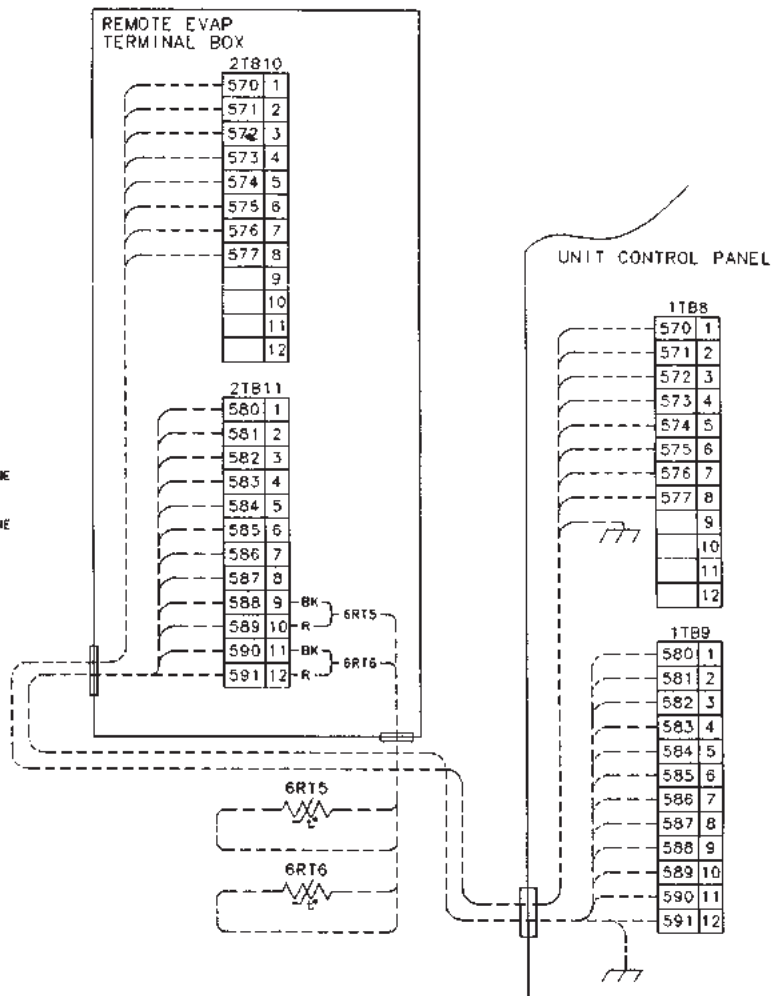 REMOTE EVAP
TERMINAL BOX
2TB10
570 1
571 2
572 3
573 4
574 5
575 6
576 7
577 8
9
10
11
12
2TB11
580 1
581 2
582 3
583 4
584 5
585 6
586 7
587 8
588 9 BK
6RT5
589 10 R
590 11 BK
6RT6
591 12 R
6RT5
t°
6RT6
t°
UNIT CONTROL PANEL
1TB8
570 1
571 2
572 3
573 4
574 5
575 6
576 7
577 8
9
10
11
12
1TB9
580 1
581 2
582 3
583 4
584 5
585 6
586 7
587 8
588 9
589 10
590 11
591 12